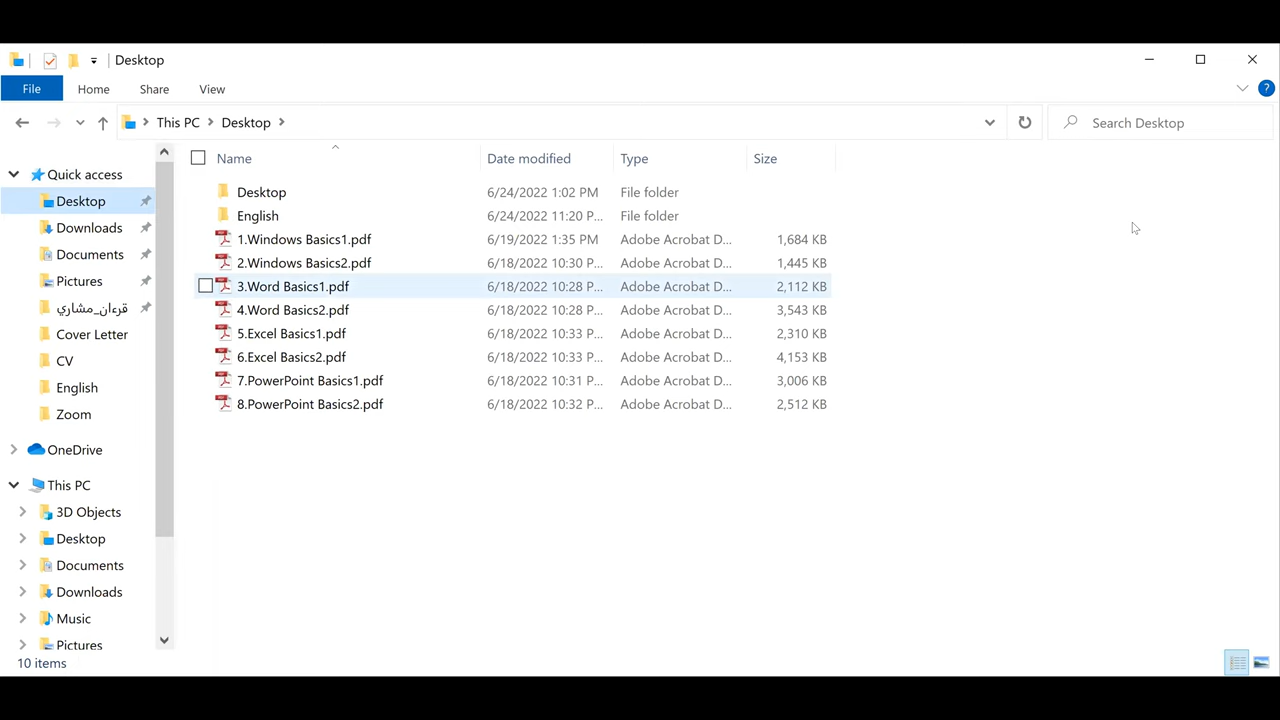 Desktop
File Home Share View
This PC Desktop Search Desktop
Name Date modified Type Size
Quick access
Desktop
Downloads
Documents
Pictures
قرءان_مشاري
Cover Letter
CV
English
Zoom
OneDrive
This PC
3D Objects
Desktop
Documents
Downloads
Music
Pictures
Desktop 6/24/2022 1:02 PM File folder
English 6/24/2022 11:20 P... File folder
1.Windows Basics1.pdf 6/19/2022 1:35 PM Adobe Acrobat D... 1,684 KB
2.Windows Basics2.pdf 6/18/2022 10:30 P... Adobe Acrobat D... 1,445 KB
3.Word Basics1.pdf 6/18/2022 10:28 P... Adobe Acrobat D... 2,112 KB
4.Word Basics2.pdf 6/18/2022 10:28 P... Adobe Acrobat D... 3,543 KB
5.Excel Basics1.pdf 6/18/2022 10:33 P... Adobe Acrobat D... 2,310 KB
6.Excel Basics2.pdf 6/18/2022 10:33 P... Adobe Acrobat D... 4,153 KB
7.PowerPoint Basics1.pdf 6/18/2022 10:31 P... Adobe Acrobat D... 3,006 KB
8.PowerPoint Basics2.pdf 6/18/2022 10:32 P... Adobe Acrobat D... 2,512 KB
10 items